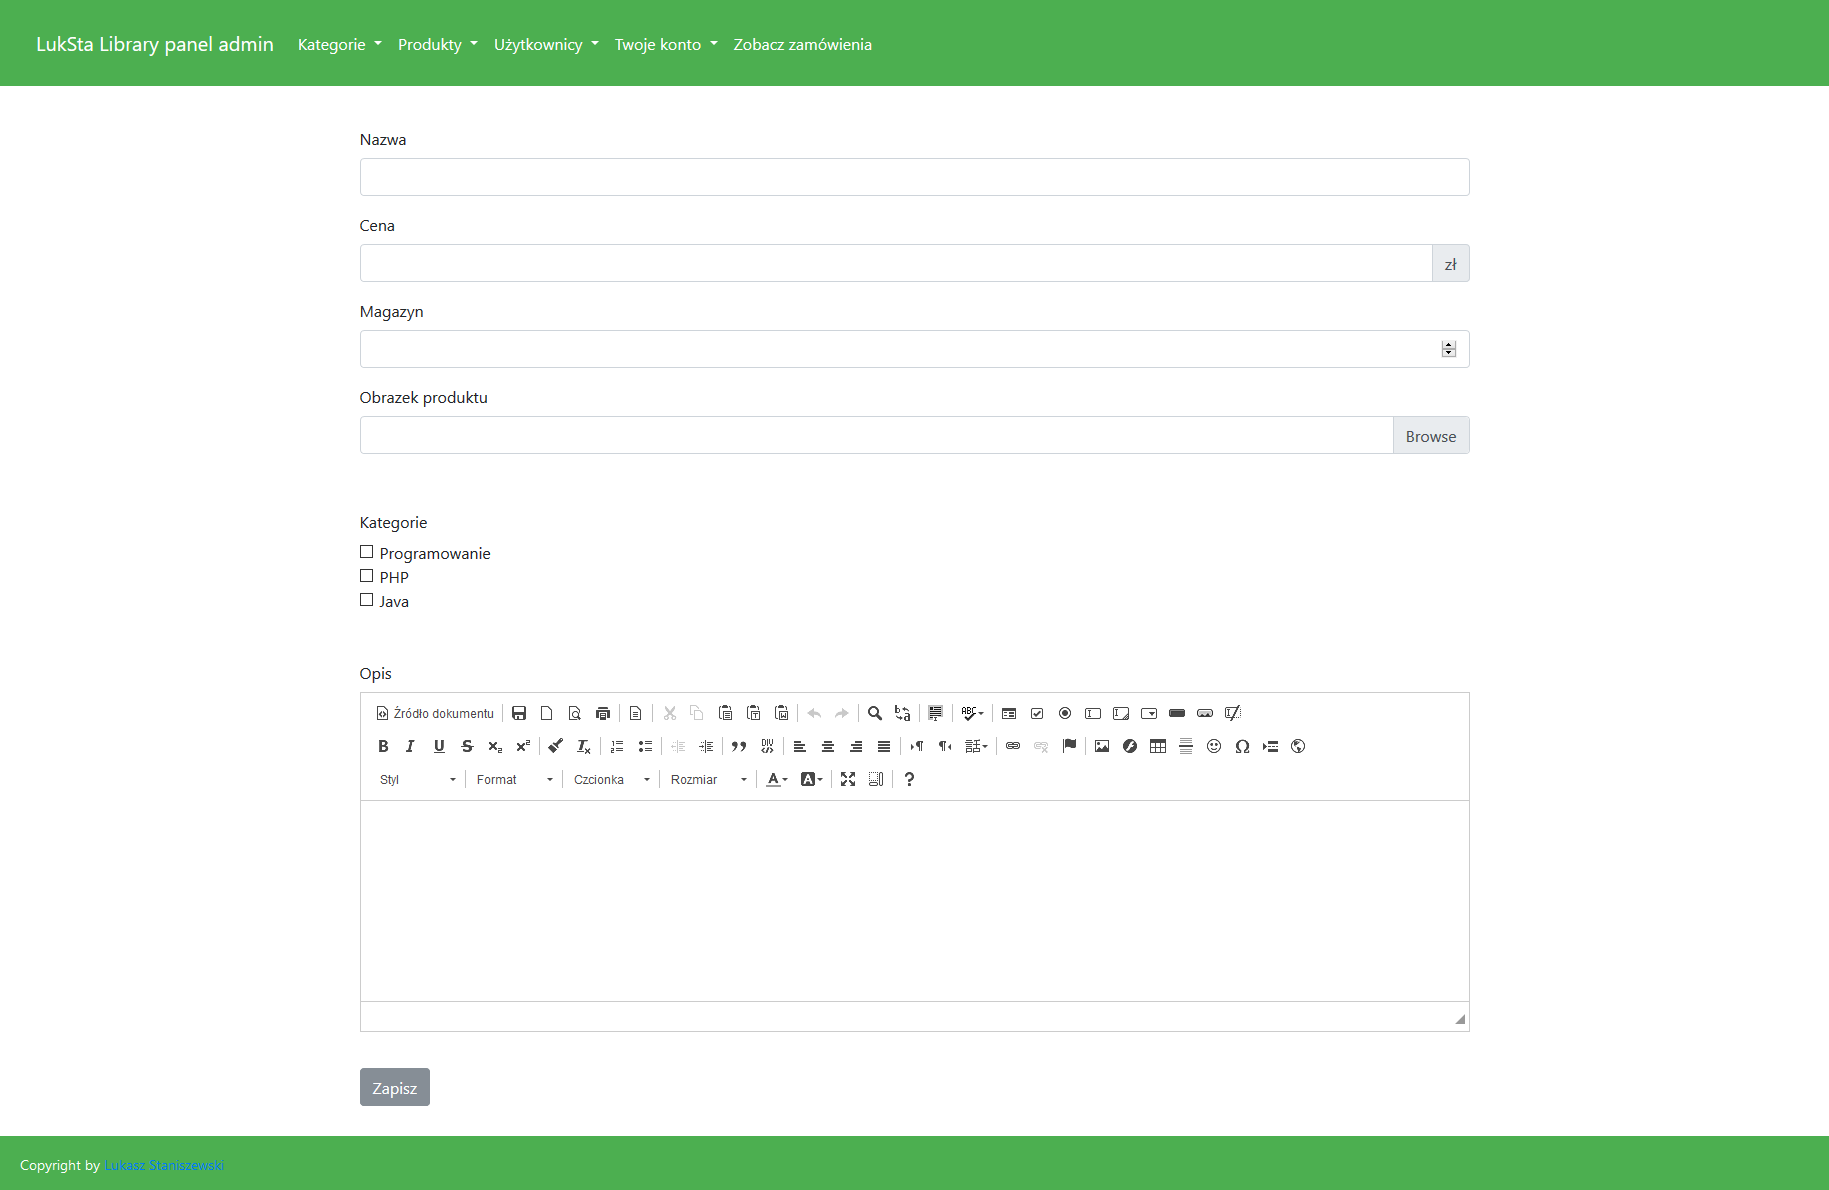 LukSta Library panel admin Kategorie Produkty Użytkownicy Twoje konto Zobacz zamówienia
Nazwa
Cena
zł
Magazyn
Obrazek produktu
Browse
Kategorie
Programowanie
PHP
Java
Opis
Źródło dokumentu
Styl Format Czcionka Rozmiar
Zapisz
Copyright by Lukasz Staniszewski